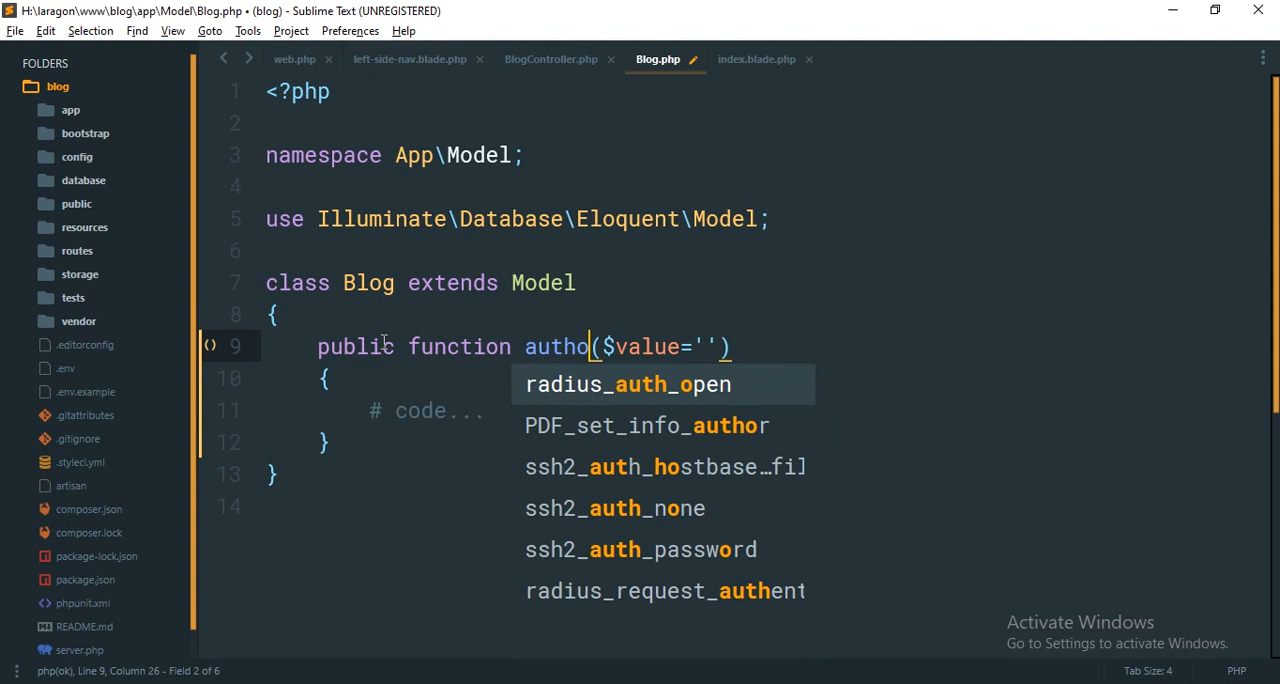 H:\laragon\www\blog\app\Model\Blog.php • (blog) - Sublime Text (UNREGISTERED)
File Edit Selection Find View Goto Tools Project Preferences Help
FOLDERS
blog
app
bootstrap
config
database
public
resources
routes
storage
tests
vendor
.editorconfig
.env
.env.example
.gitattributes
.gitignore
.styleci.yml
artisan
composer.json
composer.lock
package-lock.json
package.json
phpunit.xml
README.md
server.php
web.php left-side-nav.blade.php BlogController.php Blog.php index.blade.php
1 <?php
2
3 namespace App\Model;
4
5 use Illuminate\Database\Eloquent\Model;
6
7 class Blog extends Model
8 {
9 public function autho($value='')
10 {
11 # code...
12 }
13 }
14
radius_auth_open
PDF_set_info_author
ssh2_auth_hostbase…fil
ssh2_auth_none
ssh2_auth_password
radius_request_authent
Activate Windows
Go to Settings to activate Windows.
php(ok), Line 9, Column 26 - Field 2 of 6 Tab Size: 4 PHP